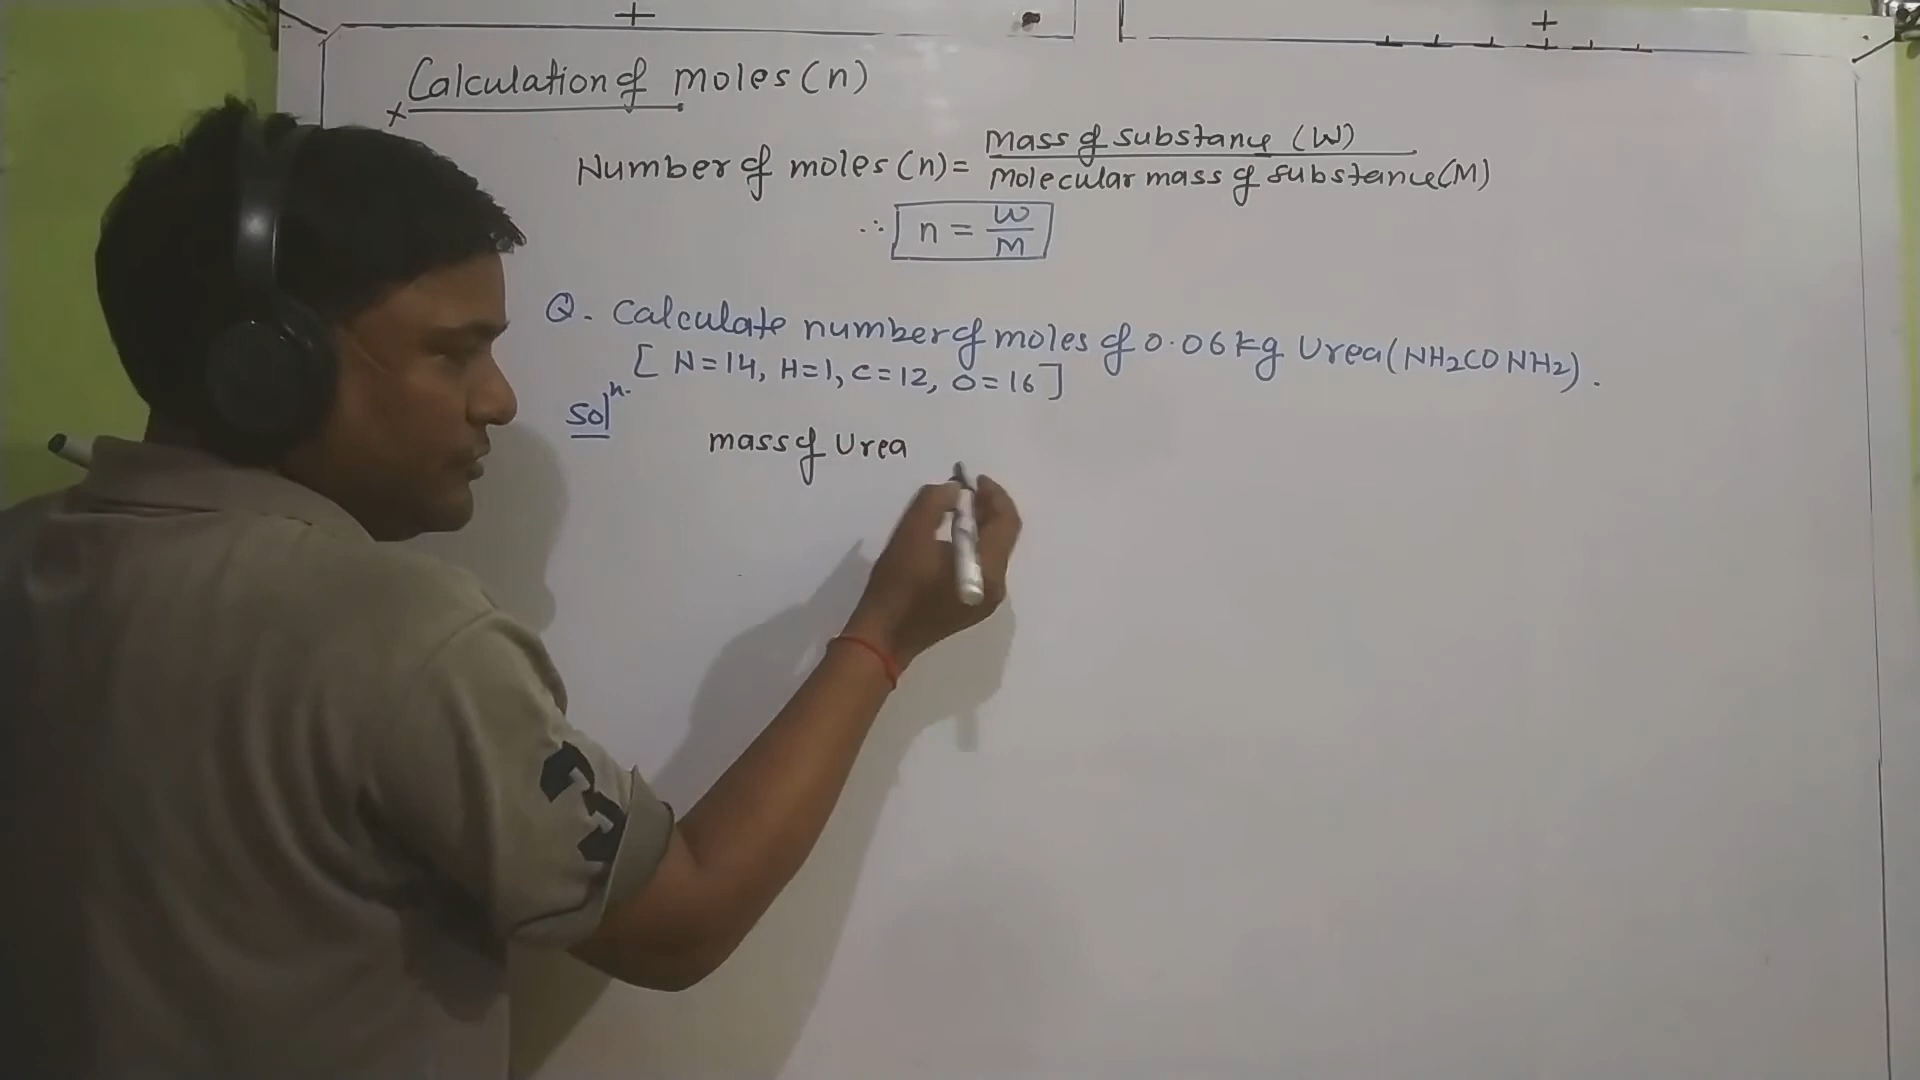 Calculation of moles (n)
Number of moles (n) = Mass of substance (W) / Molecular mass of substance (M)
∴ n = W / M
Q. Calculate number of moles of 0.06 kg Urea (NH2CONH2).
[N=14, H=1, C=12, O=16]
Solⁿ.
mass of Urea